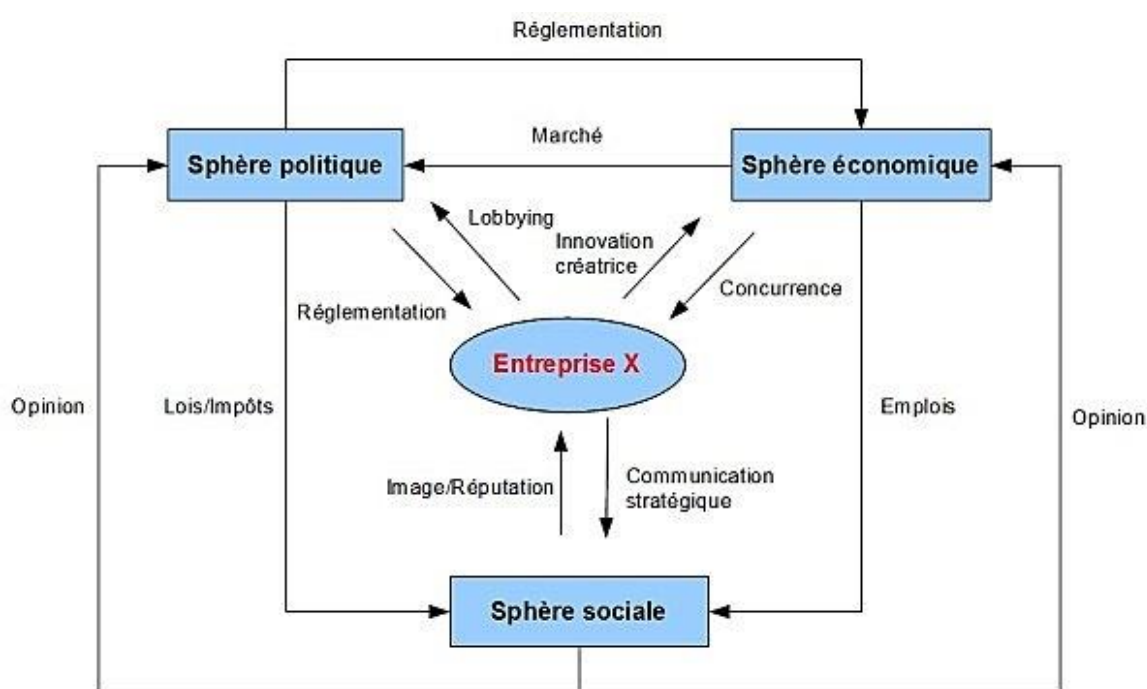 Réglementation
Marché
Sphère politique
Sphère économique
Lobbying
Innovation
créatrice
Réglementation
Concurrence
Entreprise X
Opinion
Lois/Impôts
Emplois
Opinion
Image/Réputation
Communication
stratégique
Sphère sociale